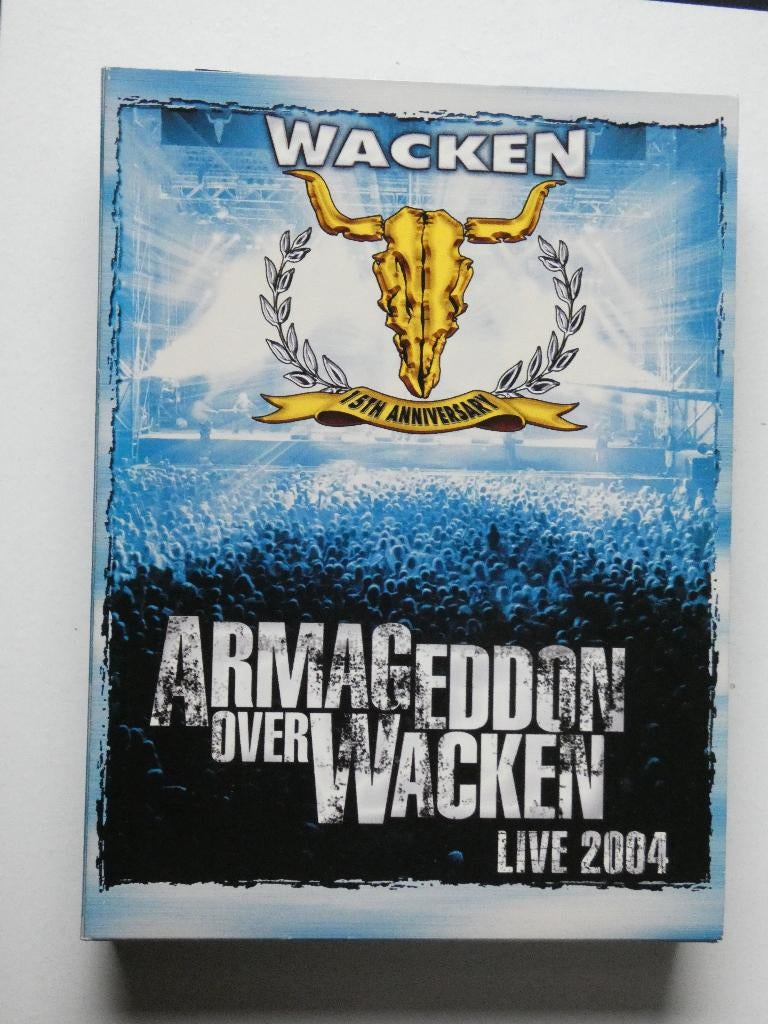 WACKEN
15TH ANNIVERSARY
ARMAGEDDON
OVER WACKEN
LIVE 2004